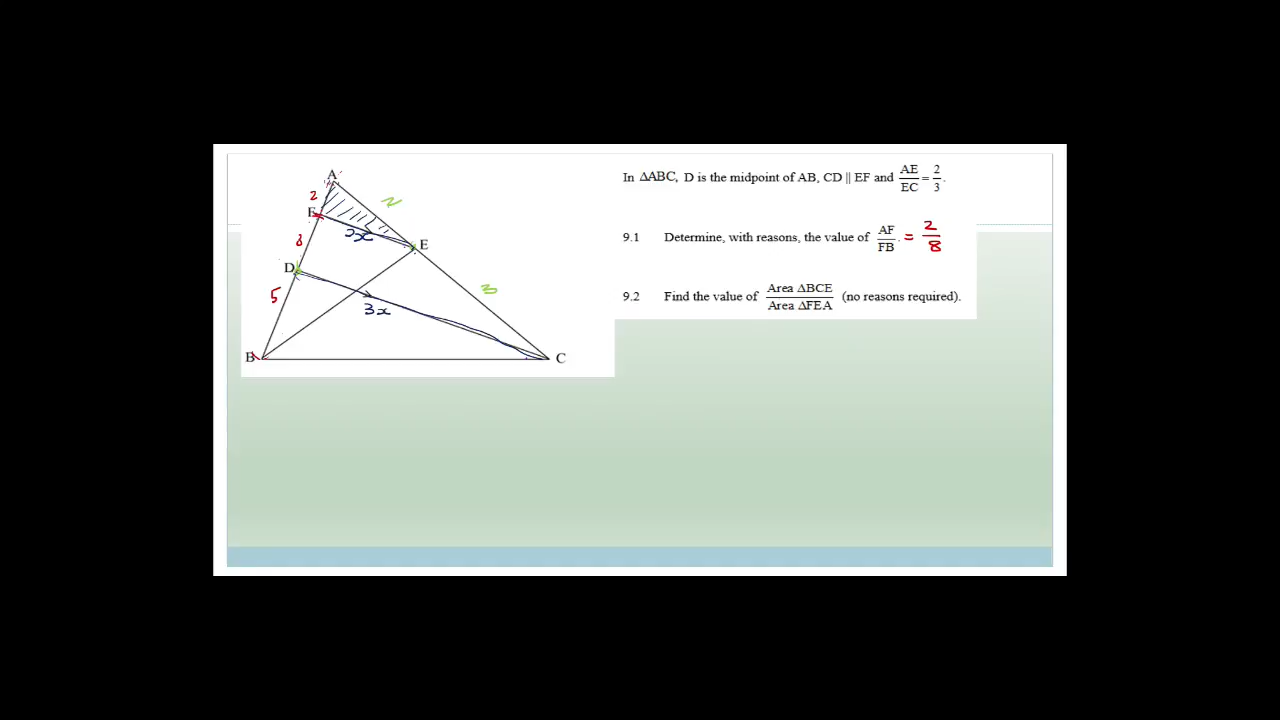 In ΔABC, D is the midpoint of AB, CD || EF and AE/EC = 2/3.
9.1 Determine, with reasons, the value of AF/FB. = 2/8
9.2 Find the value of Area ΔBCE/Area ΔFEA (no reasons required).
A
2
2
F
E
3
D
5
3
3x
B
C